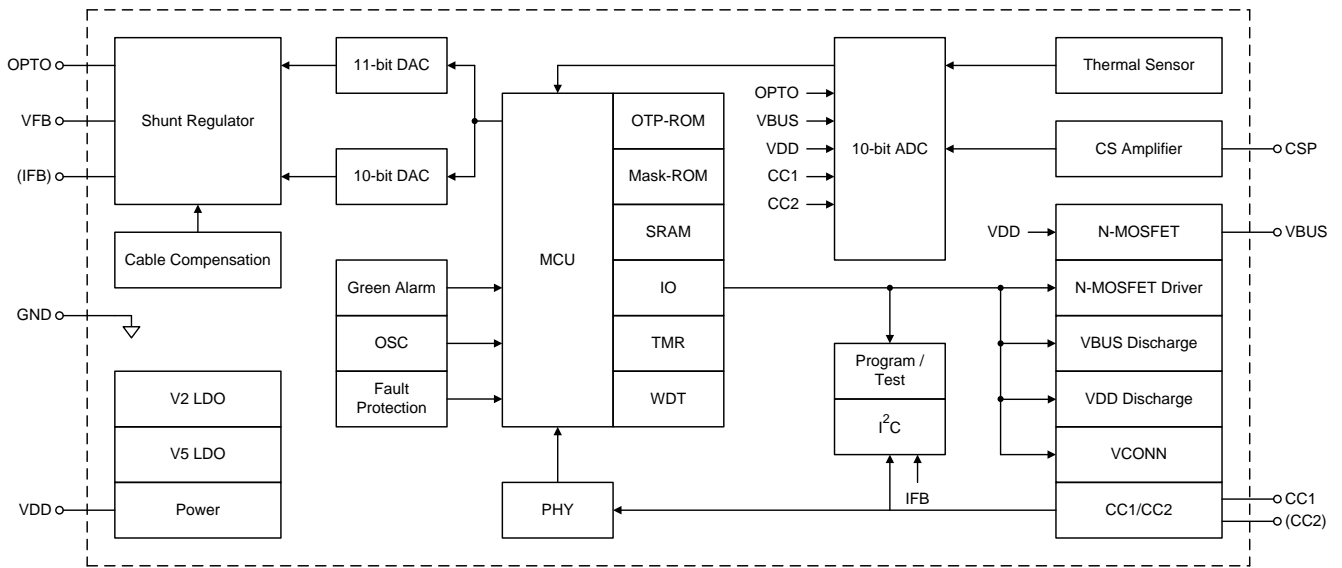 OPTO
VFB
(IFB)
Shunt Regulator
Cable Compensation
GND
V2 LDO
V5 LDO
Power
VDD
11-bit DAC
10-bit DAC
Green Alarm
OSC
Fault
Protection
MCU
OTP-ROM
Mask-ROM
SRAM
IO
TMR
WDT
PHY
OPTO
VBUS
VDD
CC1
CC2
10-bit ADC
Program /
Test
I²C
IFB
Thermal Sensor
CS Amplifier
CSP
VDD
N-MOSFET
VBUS
N-MOSFET Driver
VBUS Discharge
VDD Discharge
VCONN
CC1/CC2
CC1
(CC2)